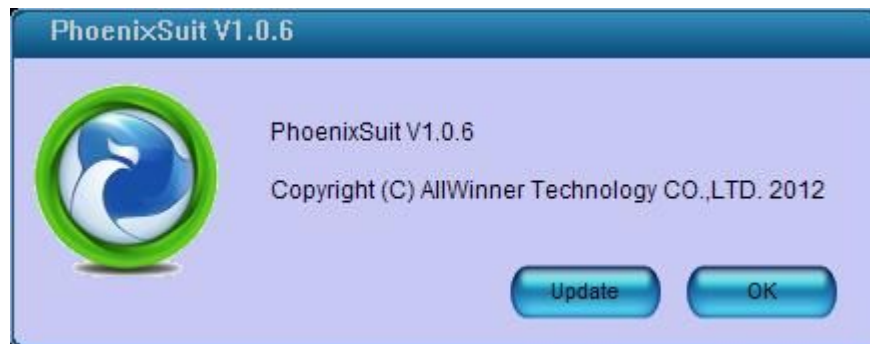 PhoenixSuit V1.0.6
PhoenixSuit V1.0.6
Copyright (C) AllWinner Technology CO.,LTD. 2012
Update OK